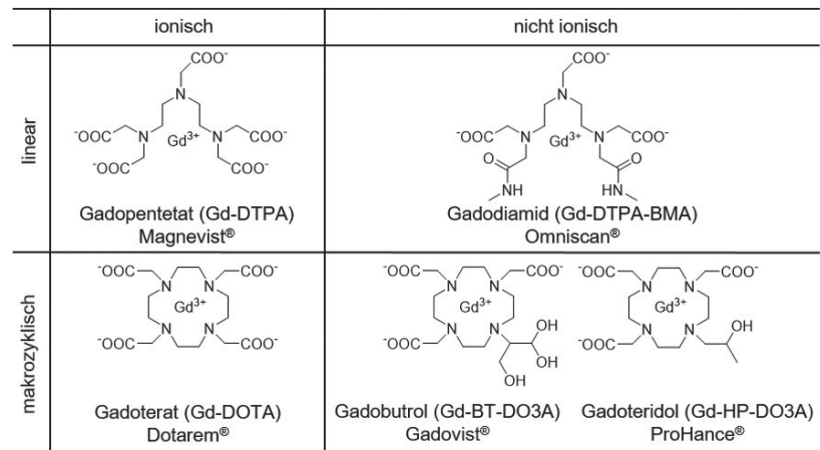 ionisch
nicht ionisch
linear
COO⁻
N
⁻OOC
N
Gd³⁺
N
COO⁻
⁻OOC
COO⁻
Gadopentetat (Gd-DTPA)
Magnevist®
COO⁻
N
⁻OOC
N
Gd³⁺
N
COO⁻
O
O
NH
NH
Gadodiamid (Gd-DTPA-BMA)
Omniscan®
makrozyklisch
⁻OOC
COO⁻
N
N
Gd³⁺
N
N
⁻OOC
COO⁻
Gadoterat (Gd-DOTA)
Dotarem®
⁻OOC
COO⁻
N
N
Gd³⁺
N
N
OH
⁻OOC
OH
OH
Gadobutrol (Gd-BT-DO3A)
Gadovist®
⁻OOC
COO⁻
N
N
Gd³⁺
N
N
OH
⁻OOC
Gadoteridol (Gd-HP-DO3A)
ProHance®